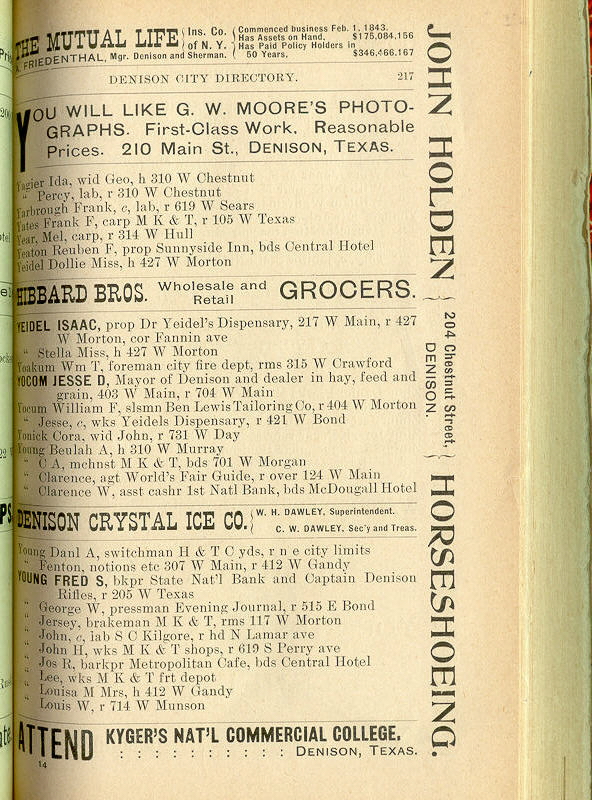 THE MUTUAL LIFE { Ins. Co. of N. Y. { Commenced business Feb. 1, 1843.
Has Assets on Hand, $175,084,156
Has Paid Policy Holders in
50 Years, $346,466,167
A. FRIEDENTHAL, Mgr. Denison and Sherman.
DENISON CITY DIRECTORY. 217
YOU WILL LIKE G. W. MOORE'S PHOTO-
GRAPHS. First-Class Work. Reasonable
Prices. 210 Main St., DENISON, TEXAS.
Yagier Ida, wid Geo, h 310 W Chestnut
" Percy, lab, r 310 W Chestnut
Yarbrough Frank, c, lab, r 619 W Sears
Yates Frank F, carp M K & T, r 105 W Texas
Year, Mel, carp, r 314 W Hull
Yeaton Reuben F, prop Sunnyside Inn, bds Central Hotel
Yeidel Dollie Miss, h 427 W Morton
HIBBARD BROS. Wholesale and Retail GROCERS.
YEIDEL ISAAC, prop Dr Yeidel's Dispensary, 217 W Main, r 427
W Morton, cor Fannin ave
" Stella Miss, h 427 W Morton
Yoakum Wm T, foreman city fire dept, rms 315 W Crawford
YOCOM JESSE D, Mayor of Denison and dealer in hay, feed and
grain, 403 W Main, r 704 W Main
Yocum William F, slsmn Ben Lewis Tailoring Co, r 404 W Morton
" Jesse, c, wks Yeidels Dispensary, r 421 W Bond
Yonick Cora, wid John, r 731 W Day
Young Beulah A, h 310 W Murray
" C A, mchnst M K & T, bds 701 W Morgan
" Clarence, agt World's Fair Guide, r over 124 W Main
" Clarence W, asst cashr 1st Natl Bank, bds McDougall Hotel
DENISON CRYSTAL ICE CO. { W. H. DAWLEY, Superintendent.
C. W. DAWLEY, Sec'y and Treas.
Young Danl A, switchman H & T C yds, r n e city limits
" Fenton, notions etc 307 W Main, r 412 W Gandy
YOUNG FRED S, bkpr State Nat'l Bank and Captain Denison
Rifles, r 205 W Texas
" George W, pressman Evening Journal, r 515 E Bond
" Jersey, brakeman M K & T, rms 117 W Morton
" John, c, lab S C Kilgore, r hd N Lamar ave
" John H, wks M K & T shops, r 619 S Perry ave
" Jos R, barkpr Metropolitan Cafe, bds Central Hotel
" Lee, wks M K & T frt depot
" Louisa M Mrs, h 412 W Gandy
" Louis W, r 714 W Munson
ATTEND KYGER'S NAT'L COMMERCIAL COLLEGE.
: : : : : : : : : : DENISON, TEXAS.
14
JOHN HOLDEN { 204 Chestnut Street, DENISON. } HORSESHOEING.